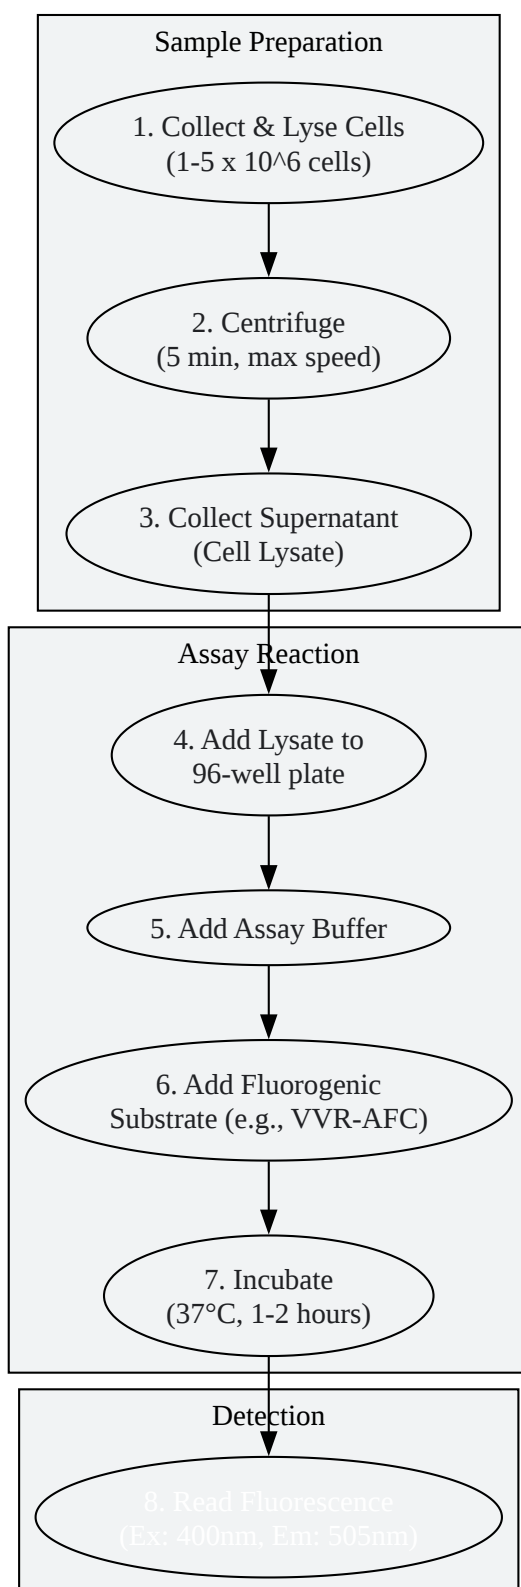 Sample Preparation
1. Collect & Lyse Cells
(1-5 x 10^6 cells)
2. Centrifuge
(5 min, max speed)
3. Collect Supernatant
(Cell Lysate)
Assay Reaction
4. Add Lysate to
96-well plate
5. Add Assay Buffer
6. Add Fluorogenic
Substrate (e.g., VVR-AFC)
7. Incubate
(37°C, 1-2 hours)
Detection
8. Read Fluorescence
(Ex: 400nm, Em: 505nm)